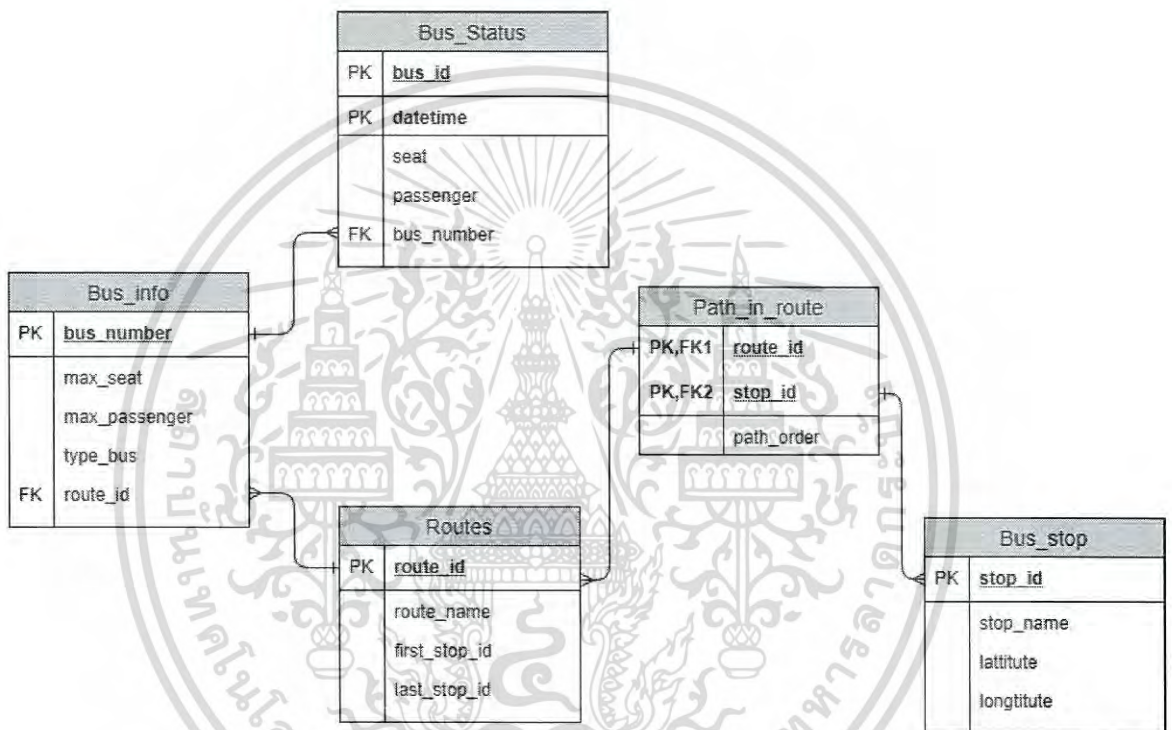 Bus_Status
PK bus_id
PK datetime
seat
passenger
FK bus_number
Bus_info
PK bus_number
max_seat
max_passenger
type_bus
FK route_id
Path_in_route
PK,FK1 route_id
PK,FK2 stop_id
path_order
Routes
PK route_id
route_name
first_stop_id
last_stop_id
Bus_stop
PK stop_id
stop_name
lattitute
longtitute